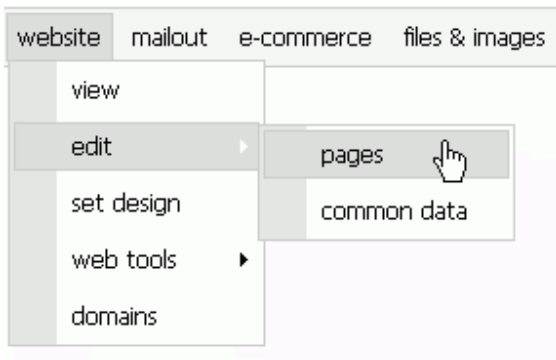 website mailout e-commerce files & images
view
edit
pages
set design
common data
web tools
domains